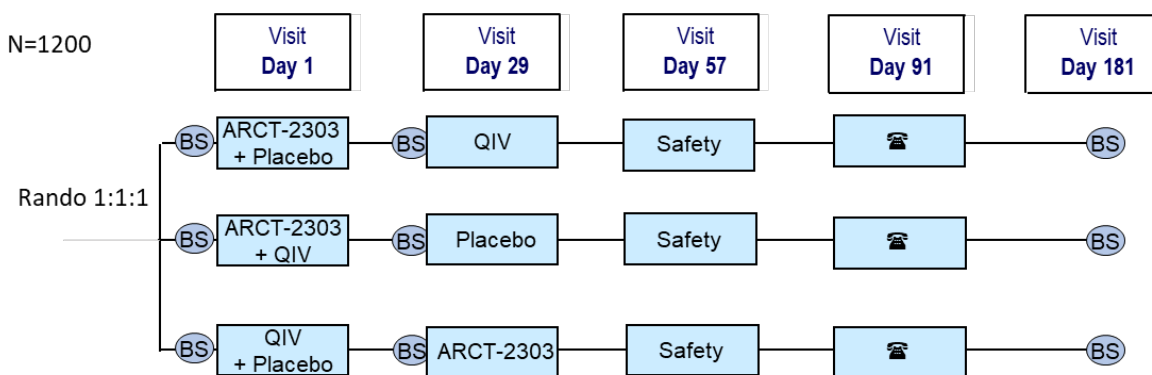 N=1200
Visit
Day 1
Visit
Day 29
Visit
Day 57
Visit
Day 91
Visit
Day 181
Rando 1:1:1
BS
ARCT-2303
+ Placebo
BS
QIV
Safety
☎
BS
BS
ARCT-2303
+ QIV
BS
Placebo
Safety
☎
BS
BS
QIV
+ Placebo
BS
ARCT-2303
Safety
☎
BS